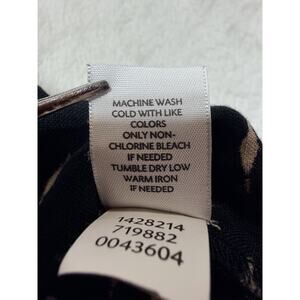 MACHINE WASH
COLD WITH LIKE
COLORS
ONLY NON-
CHLORINE BLEACH
IF NEEDED
TUMBLE DRY LOW
WARM IRON
IF NEEDED
1428214
719882
0043604